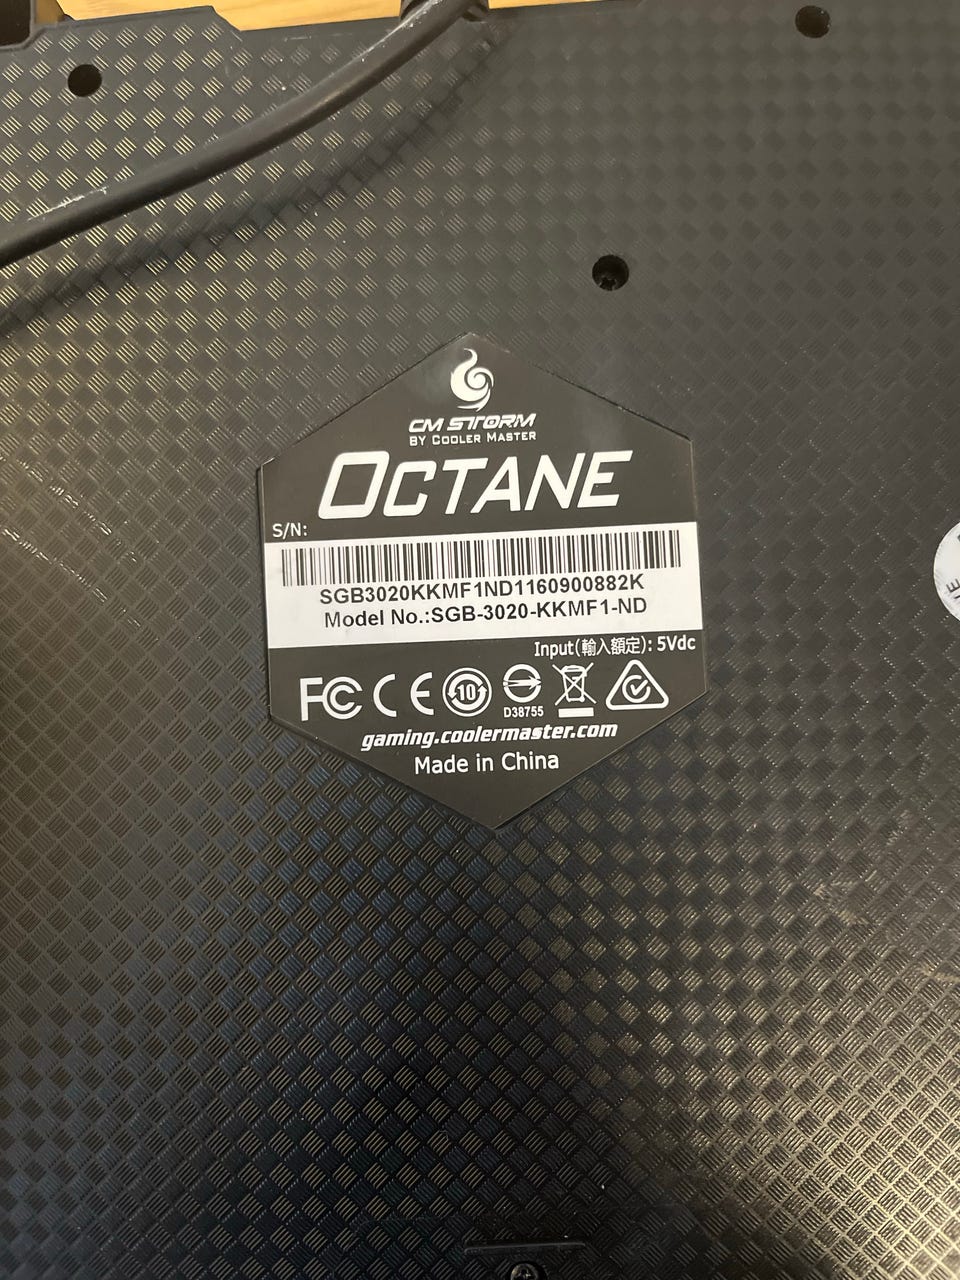 CM STORM
BY COOLER MASTER
OCTANE
S/N:
SGB3020KKMF1ND1160900882K
Model No.:SGB-3020-KKMF1-ND
Input(輸入額定): 5Vdc
FC CE 10
D38755
gaming.coolermaster.com
Made in China